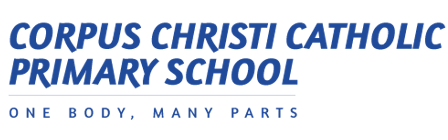 CORPUS CHRISTI CATHOLIC
PRIMARY SCHOOL
ONE BODY, MANY PARTS